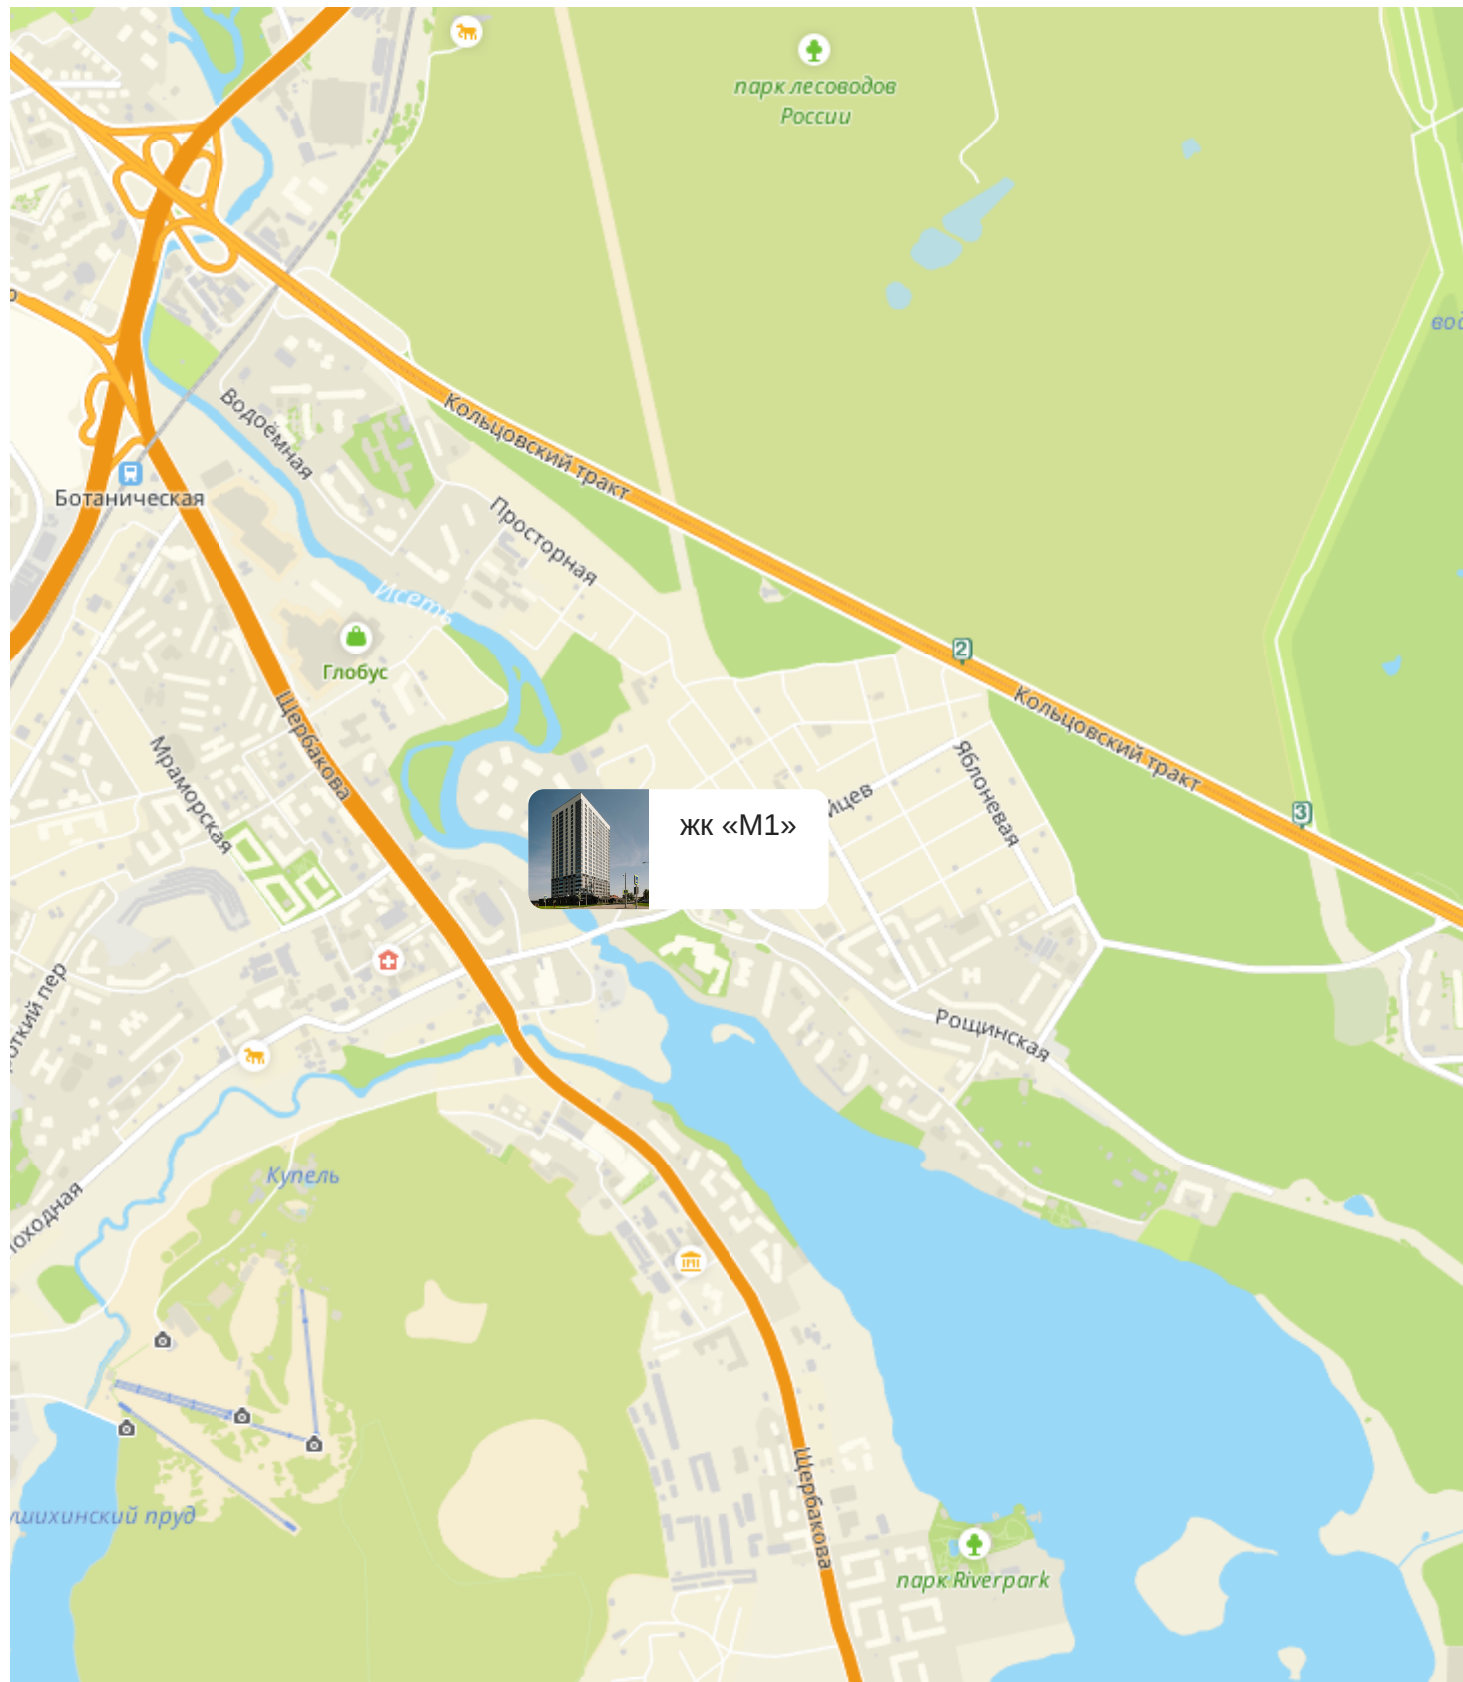 парк лесоводов
России
Кольцовский тракт
Водоёмная
Просторная
Ботаническая
Исеть
Глобус
2
Кольцовский тракт
Щербакова
Мраморская
Яблоневая
3
жк «М1»
Рощинская
Купель
Щербакова
парк Riverpark
пруд